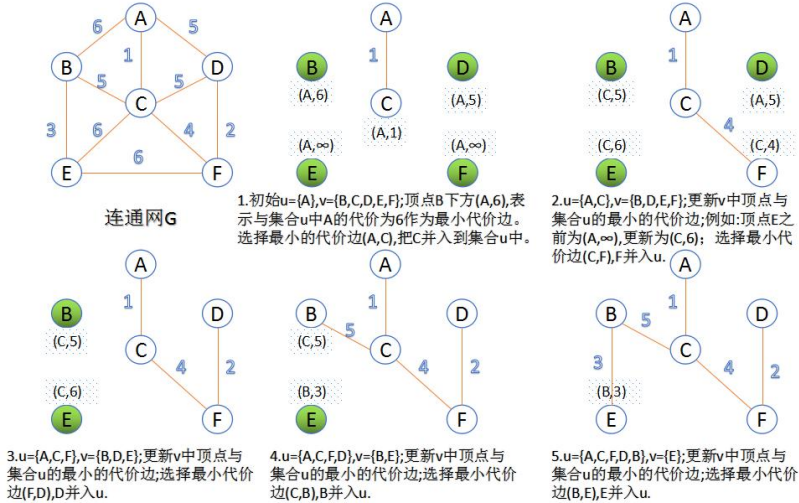 A
6
5
1
B
D
5
5
C
3
6
4
2
6
E
F
连通网G
A
1
B
D
(A,6)
C
(A,5)
(A,∞)
(A,1)
(A,∞)
E
F
1.初始u={A},v={B,C,D,E,F};顶点B下方(A,6),表
示与集合u中A的代价为6作为最小代价边。
选择最小的代价边(A,C),把C并入到集合u中。
A
1
B
D
(C,5)
C
(A,5)
4
(C,6)
(C,4)
E
F
2.u={A,C},v={B,D,E,F};更新v中顶点与
集合u的最小的代价边;例如:顶点E之
前为(A,∞),更新为(C,6)；选择最小代
价边(C,F),F并入u.
A
1
B
D
(C,5)
C
4
2
(C,6)
E
F
3.u={A,C,F},v={B,D,E};更新v中顶点与
集合u的最小的代价边;选择最小代价
边(F,D),D并入u.
A
1
B
D
5
(C,5)
C
4
2
(B,3)
E
F
4.u={A,C,F,D},v={B,E};更新v中顶点与
集合u的最小的代价边;选择最小代价边
(C,B),B并入u.
A
1
B
D
5
C
3
4
2
(B,3)
E
F
5.u={A,C,F,D,B},v={E};更新v中顶点与
集合u的最小的代价边;选择最小代价边
(B,E),E并入u.